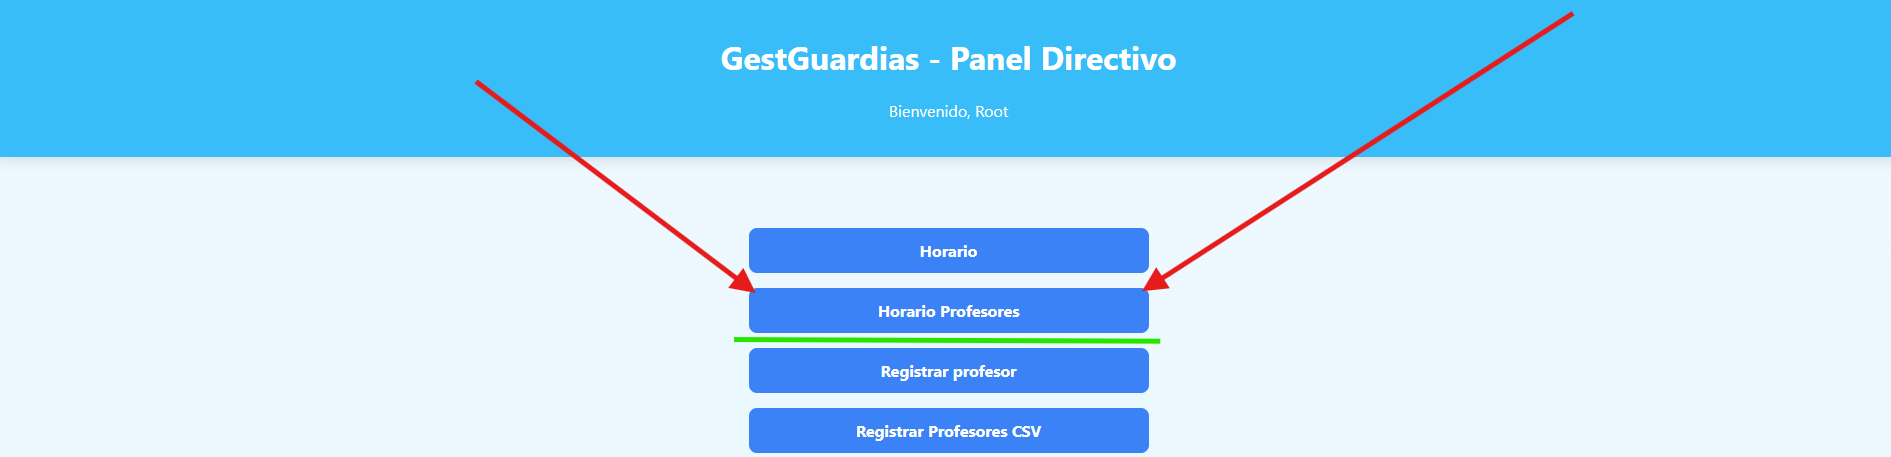 GestGuardias - Panel Directivo
Bienvenido, Root
Horario
Horario Profesores
Registrar profesor
Registrar Profesores CSV